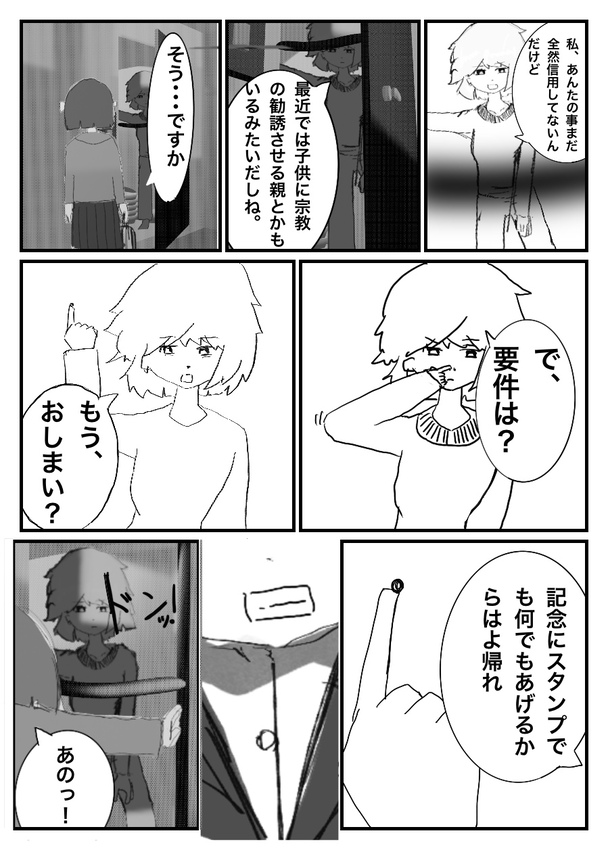 私、あんたの事まだ
全然信用してないん
だけど
最近では子供に宗教
の勧誘させる親とかも
いるみたいだしね。
そう・・・ですか
で、
要件は？
もう、
おしまい？
記念にスタンプで
も何でもあげるか
らはよ帰れ
ドンッ！
あのっ！